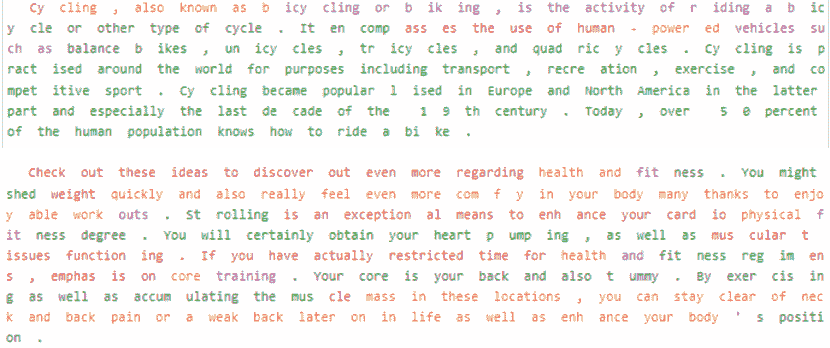 Cy cling , also known as b icy cling or b ik ing , is the activity of r iding a b ic
y cle or other type of cycle . It en comp ass es the use of human - power ed vehicles su
ch as balance b ikes , un icy cles , tr icy cles , and quad ric y cles . Cy cling is p
ract ised around the world for purposes including transport , recre ation , exercise , and co
mpet itive sport . Cy cling became popular l ised in Europe and North America in the latter
part and especially the last de cade of the 1 9 th century . Today , over 5 0 percent
of the human population knows how to ride a bi ke .
Check out these ideas to discover out even more regarding health and fit ness . You might
shed weight quickly and also really feel even more com f y in your body many thanks to enjo
y able work outs . St rolling is an exception al means to enh ance your card io physical f
it ness degree . You will certainly obtain your heart p ump ing , as well as mus cular t
issues function ing . If you have actually restricted time for health and fit ness reg im en
s , emphas is on core training . Your core is your back and also t ummy . By exer cis in
g as well as accum ulating the mus cle mass in these locations , you can stay clear of nec
k and back pain or a weak back later on in life as well as enh ance your body ' s positi
on .